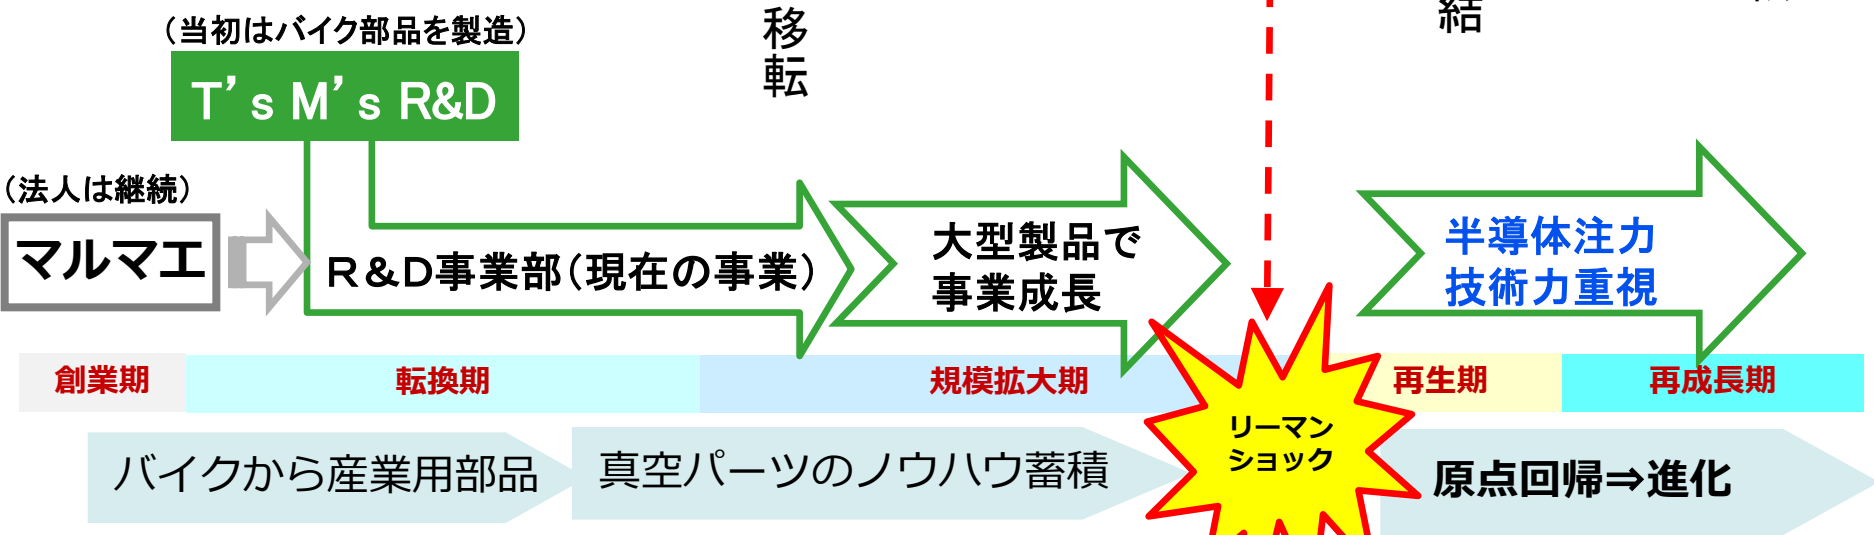 (当初はバイク部品を製造)
T’s M’s R&D
移
転
結
(法人は継続)
マルマエ
R&D事業部(現在の事業)
大型製品で
事業成長
半導体注力
技術力重視
創業期
転換期
規模拡大期
再生期
再成長期
リーマン
ショック
バイクから産業用部品
真空パーツのノウハウ蓄積
原点回帰⇒進化